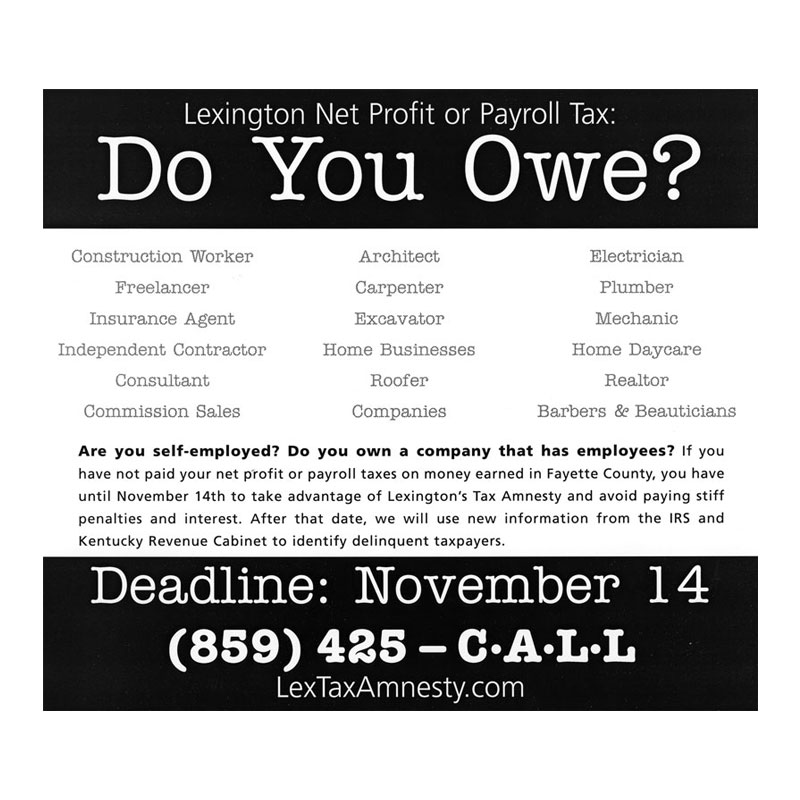 Lexington Net Profit or Payroll Tax:
Do You Owe?
Construction Worker
Freelancer
Insurance Agent
Independent Contractor
Consultant
Commission Sales
Architect
Carpenter
Excavator
Home Businesses
Roofer
Companies
Electrician
Plumber
Mechanic
Home Daycare
Realtor
Barbers & Beauticians
Are you self-employed? Do you own a company that has employees? If you
have not paid your net profit or payroll taxes on money earned in Fayette County, you have
until November 14th to take advantage of Lexington's Tax Amnesty and avoid paying stiff
penalties and interest. After that date, we will use new information from the IRS and
Kentucky Revenue Cabinet to identify delinquent taxpayers.
Deadline: November 14
(859) 425 – C·A·L·L
LexTaxAmnesty.com